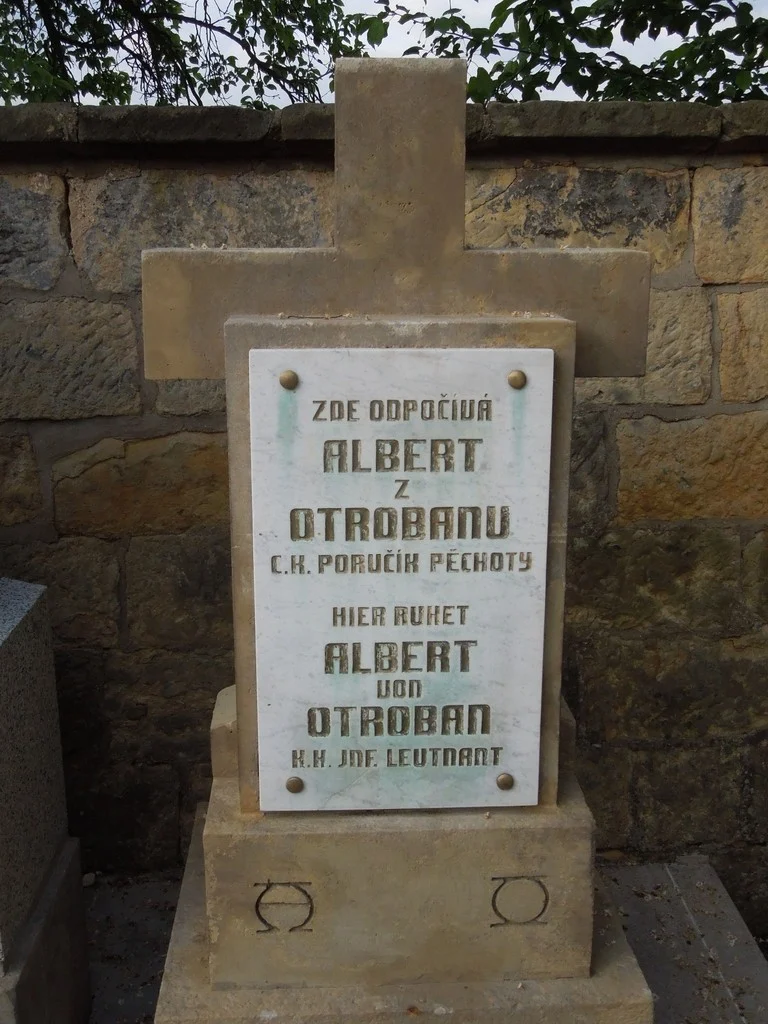 ZDE ODPOČÍVÁ
ALBERT
Z
OTROBANU
C.K. PORUČÍK PĚCHOTY
HIER RUHET
ALBERT
VON
OTROBAN
K.K. JNF. LEUTNANT
Α Ω